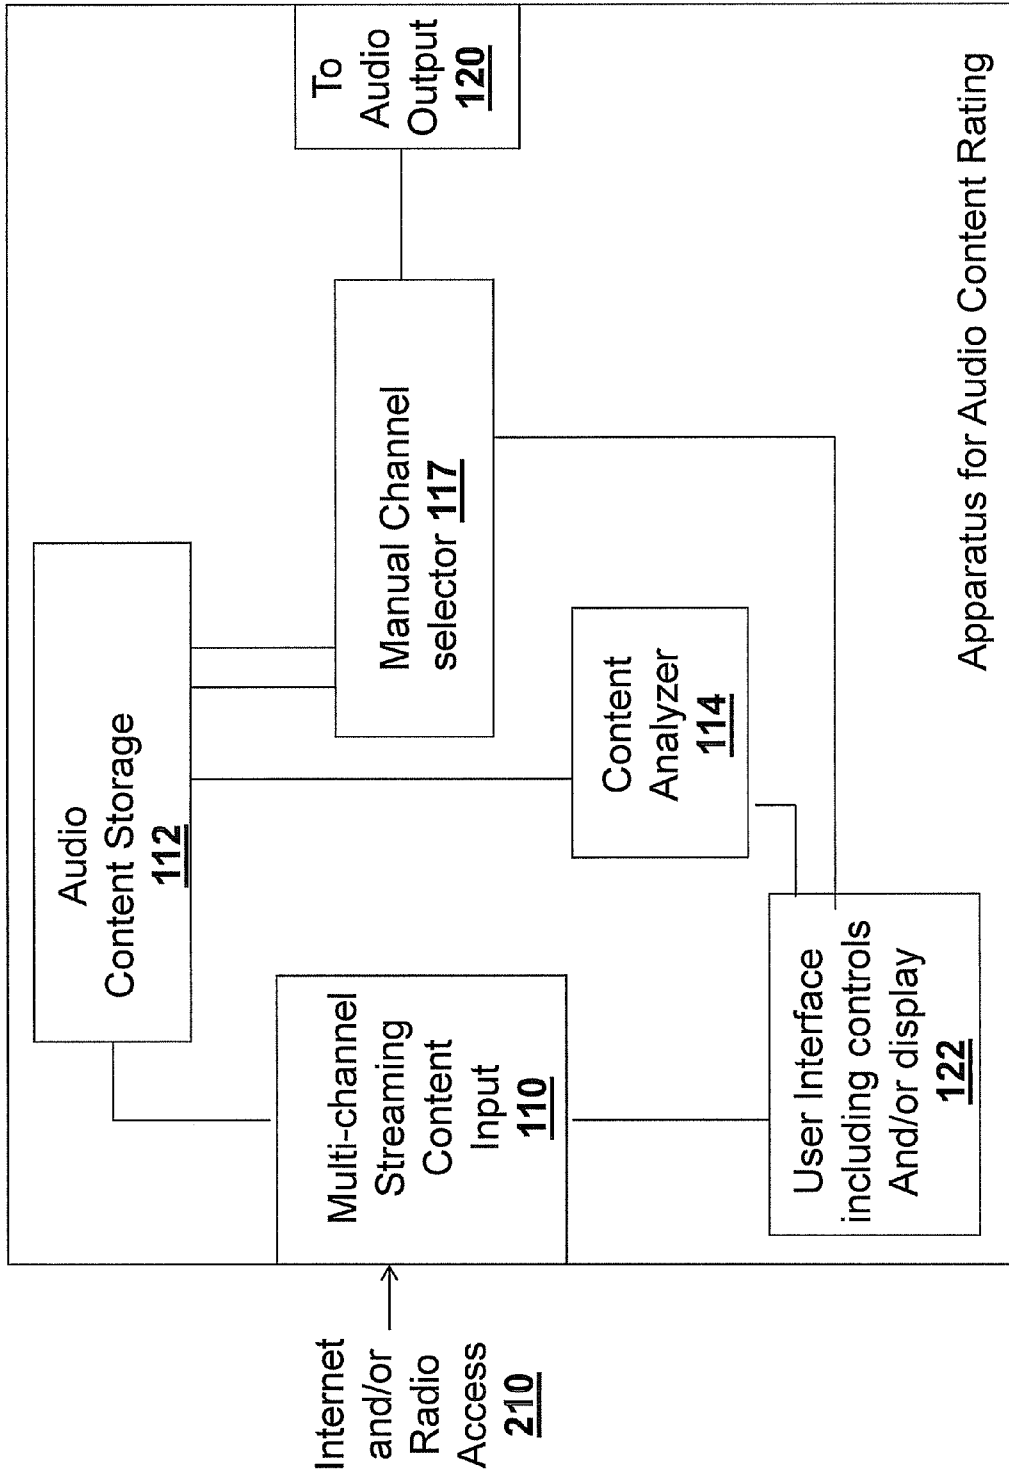 Internet
and/or
Radio
Access
210
Multi-channel
Streaming
Content
Input
110
Audio
Content Storage
112
User Interface
including controls
And/or display
122
Content
Analyzer
114
Manual Channel
selector 117
To
Audio
Output
120
Apparatus for Audio Content Rating